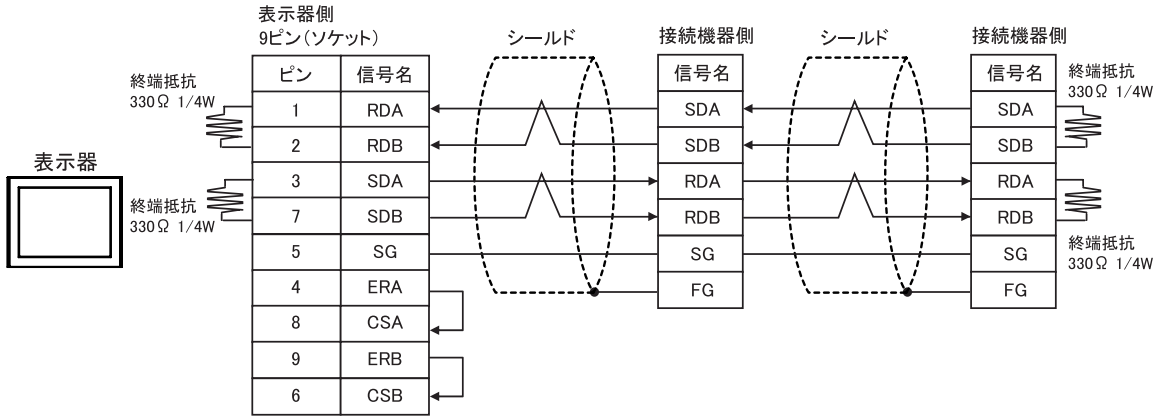 表示器側
9ピン(ソケット)
シールド
接続機器側
シールド
接続機器側
ピン 信号名
信号名
信号名
終端抵抗
330Ω 1/4W
終端抵抗
330Ω 1/4W
1 RDA
SDA
SDA
2 RDB
SDB
SDB
表示器
3 SDA
RDA
RDA
終端抵抗
330Ω 1/4W
7 SDB
RDB
RDB
5 SG
SG
SG
終端抵抗
330Ω 1/4W
4 ERA
FG
FG
8 CSA
9 ERB
6 CSB